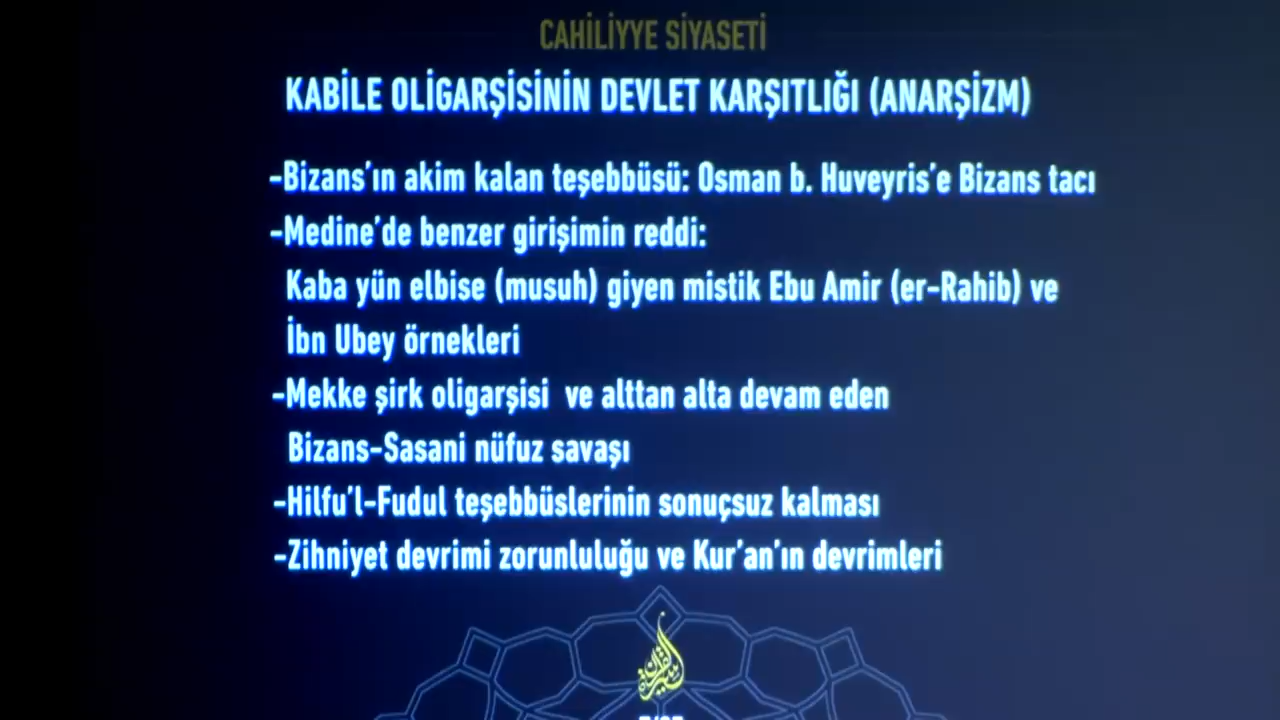 CAHİLİYYE SİYASETİ
KABİLE OLİGARŞİSİNİN DEVLET KARŞITLIĞI (ANARŞİZM)
-Bizans'ın akim kalan teşebbüsü: Osman b. Huveyris'e Bizans tacı
-Medine'de benzer girişimin reddi:
Kaba yün elbise (musuh) giyen mistik Ebu Amir (er-Rahib) ve
İbn Ubey örnekleri
-Mekke şirk oligarşisi ve alttan alta devam eden
Bizans-Sasani nüfuz savaşı
-Hilfu'l-Fudul teşebbüslerinin sonuçsuz kalması
-Zihniyet devrimi zorunluluğu ve Kur'an'ın devrimleri